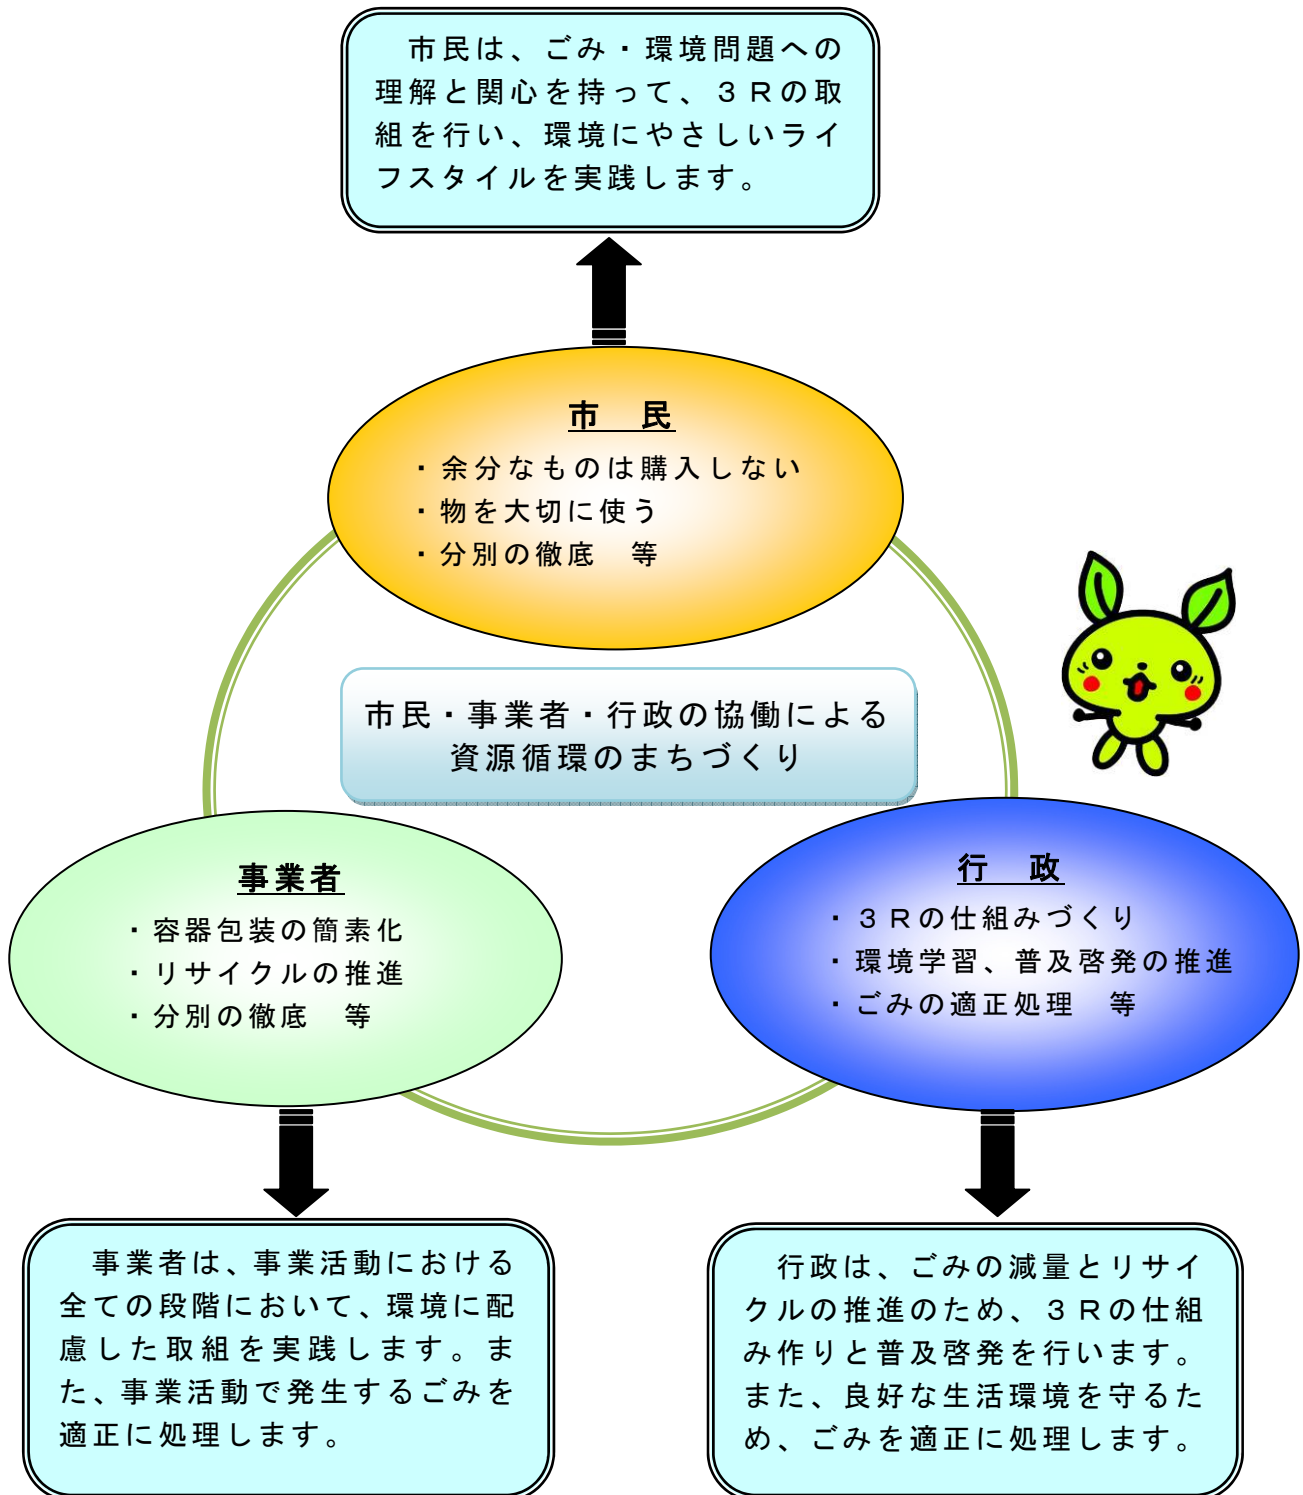 市民は、ごみ・環境問題への
理解と関心を持って、３Ｒの取
組を行い、環境にやさしいライ
フスタイルを実践します。
市　民
・余分なものは購入しない
・物を大切に使う
・分別の徹底　等
市民・事業者・行政の協働による
資源循環のまちづくり
事業者
・容器包装の簡素化
・リサイクルの推進
・分別の徹底　等
行　政
・３Ｒの仕組みづくり
・環境学習、普及啓発の推進
・ごみの適正処理　等
事業者は、事業活動における
全ての段階において、環境に配
慮した取組を実践します。ま
た、事業活動で発生するごみを
適正に処理します。
行政は、ごみの減量とリサイ
クルの推進のため、３Ｒの仕組
み作りと普及啓発を行います。
また、良好な生活環境を守るた
め、ごみを適正に処理します。